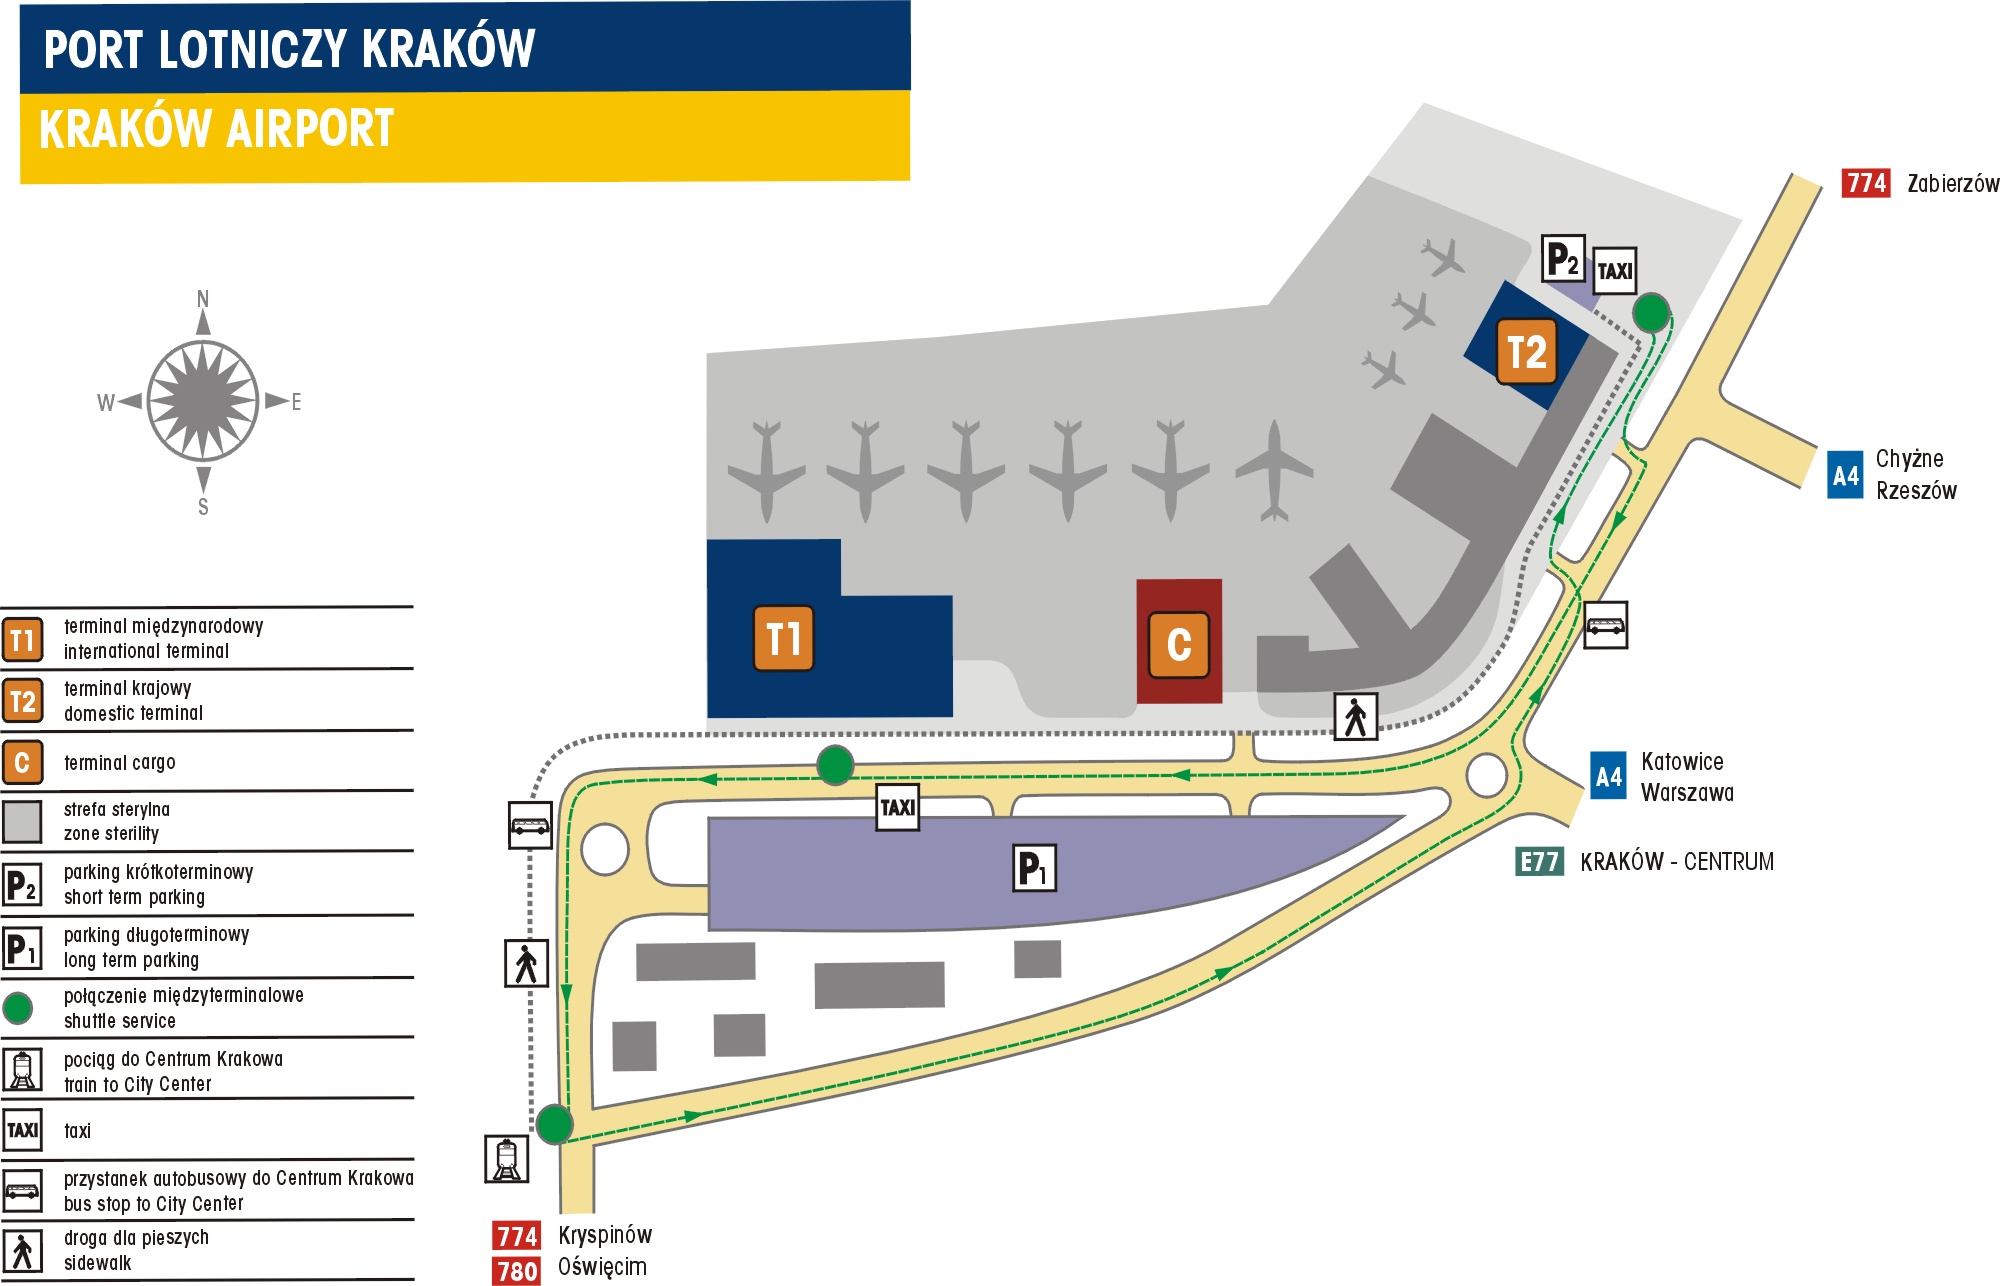 PORT LOTNICZY KRAKÓW
KRAKÓW AIRPORT
N
W
E
S
774 Zabierzów
P2
TAXI
T2
A4
Chyżne
Rzeszów
T1
C
A4
Katowice
Warszawa
TAXI
P1
E77 KRAKÓW - CENTRUM
774 Kryspinów
780 Oświęcim
T1
terminal międzynarodowy
international terminal
T2
terminal krajowy
domestic terminal
C
terminal cargo
strefa sterylna
zone sterility
P2
parking krótkoterminowy
short term parking
P1
parking długoterminowy
long term parking
połączenie międzyterminalowe
shuttle service
pociąg do Centrum Krakowa
train to City Center
TAXI
taxi
przystanek autobusowy do Centrum Krakowa
bus stop to City Center
droga dla pieszych
sidewalk